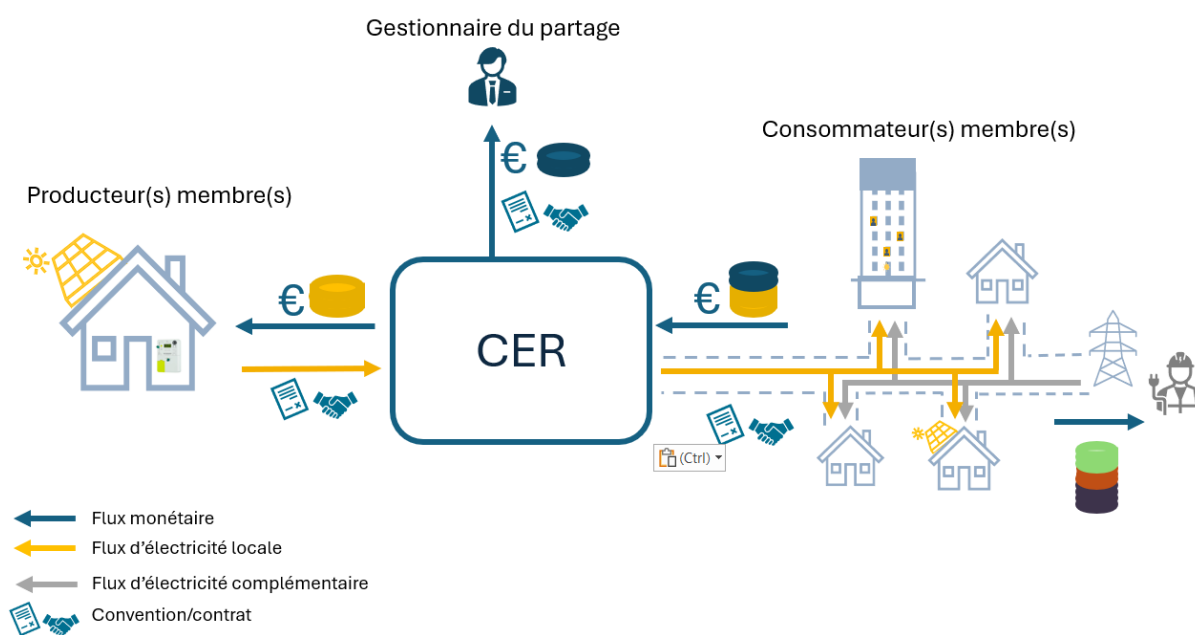 Gestionnaire du partage
Consommateur(s) membre(s)
Producteur(s) membre(s)
€
€
€
CER
(Ctrl)
Flux monétaire
Flux d'électricité locale
Flux d'électricité complémentaire
Convention/contrat